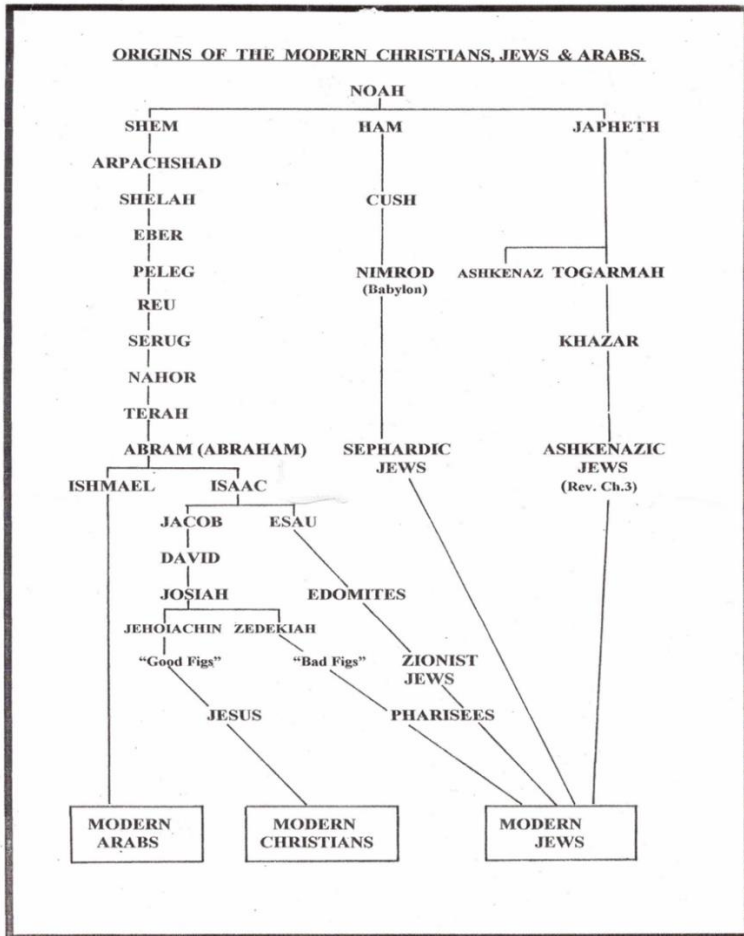 ORIGINS OF THE MODERN CHRISTIANS, JEWS & ARABS.
NOAH
SHEM HAM JAPHETH
ARPACHSHAD
SHELAH CUSH
EBER
PELEG NIMROD ASHKENAZ TOGARMAH
(Babylon)
REU
SERUG KHAZAR
NAHOR
TERAH
ABRAM (ABRAHAM) SEPHARDIC ASHKENAZIC
JEWS JEWS
ISHMAEL ISAAC (Rev. Ch.3)
JACOB ESAU
DAVID
JOSIAH EDOMITES
JEHOIACHIN ZEDEKIAH
“Good Figs” “Bad Figs” ZIONIST
JEWS
JESUS PHARISEES
MODERN MODERN MODERN
ARABS CHRISTIANS JEWS